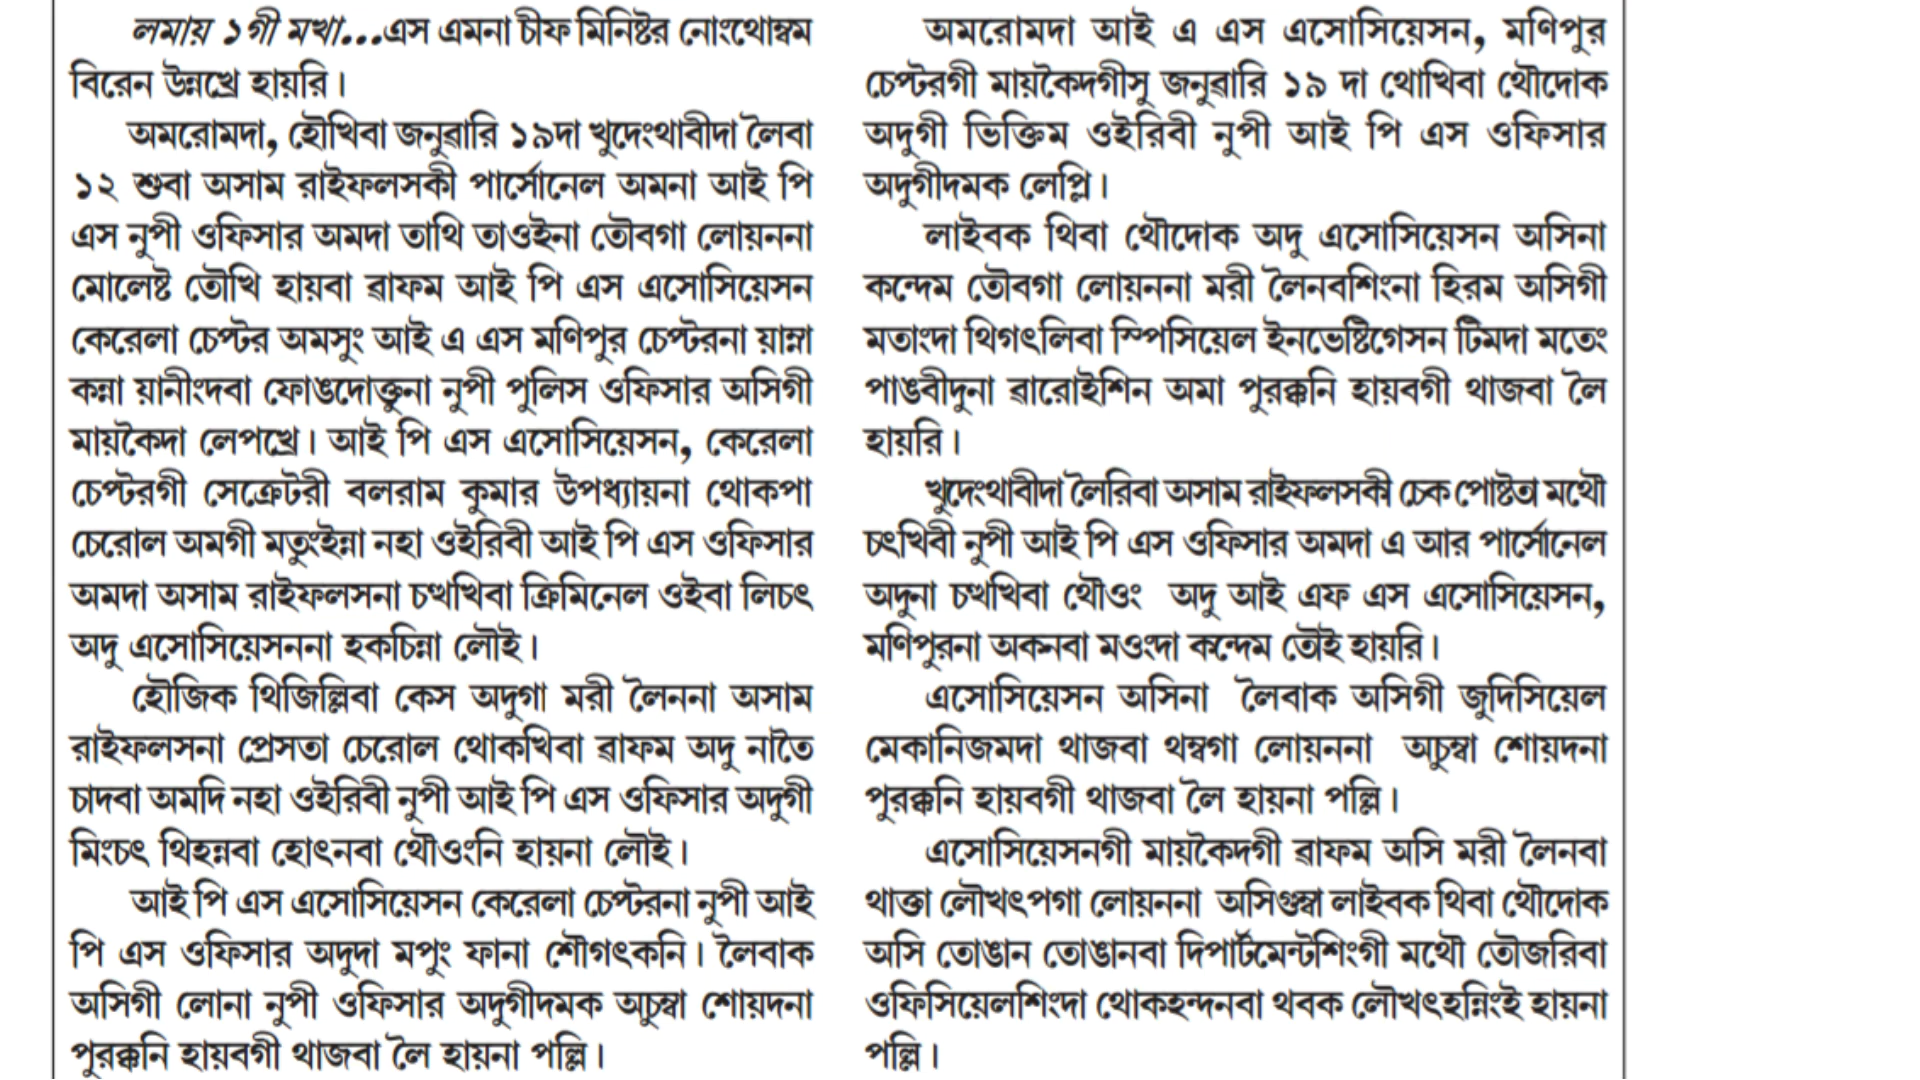 লমায় ১গী মখা...এস এমনা চীফ মিনিষ্টর নোংথোম্বম
বিরেন উন্নখ্রে হায়রি।
অমরোমদা, হৌখিবা জনুৱারি ১৯দা খুদেংথাবীদা লৈবা
১২ শুবা অসাম রাইফলসকী পার্সোনেল অমনা আই পি
এস নুপী ওফিসার অমদা তাথি তাওইনা তৌবগা লোয়ননা
মোলেষ্ট তৌখি হায়বা ৱাফম আই পি এস এসোসিয়েসন
কেরেলা চেপ্টর অমসুং আই এ এস মণিপুর চেপ্টরনা য়াম্না
কন্না য়ানীংদবা ফোঙদোক্তুনা নুপী পুলিস ওফিসার অসিগী
মায়কৈদা লেপখ্রে। আই পি এস এসোসিয়েসন, কেরেলা
চেপ্টরগী সেক্রেটরী বলরাম কুমার উপধ্যায়না থোকপা
চেরোল অমগী মতুংইন্না নহা ওইরিবী আই পি এস ওফিসার
অমদা অসাম রাইফলসনা চত্থখিবা ক্রিমিনেল ওইবা লিচৎ
অদু এসোসিয়েসননা হকচিন্না লৌই।
হৌজিক থিজিল্লিবা কেস অদুগা মরী লৈননা অসাম
রাইফলসনা প্রেসতা চেরোল থোকখিবা ৱাফম অদু নাতৈ
চাদবা অমদি নহা ওইরিবী নুপী আই পি এস ওফিসার অদুগী
মিংচৎ থিহন্নবা হোৎনবা থৌওংনি হায়না লৌই।
আই পি এস এসোসিয়েসন কেরেলা চেপ্টরনা নুপী আই
পি এস ওফিসার অদুদা মপুং ফানা শৌগৎকনি। লৈবাক
অসিগী লোনা নুপী ওফিসার অদুগীদমক অচুম্বা শোয়দনা
পুরক্কনি হায়বগী থাজবা লৈ হায়না পল্লি।
অমরোমদা আই এ এস এসোসিয়েসন, মণিপুর
চেপ্টরগী মায়কৈদগীসু জনুৱারি ১৯ দা থোখিবা থৌদোক
অদুগী ভিক্তিম ওইরিবী নুপী আই পি এস ওফিসার
অদুগীদমক লেপ্লি।
লাইবক থিবা থৌদোক অদু এসোসিয়েসন অসিনা
কন্দেম তৌবগা লোয়ননা মরী লৈনবশিংনা হিরম অসিগী
মতাংদা থিগৎলিবা স্পিসিয়েল ইনভেষ্টিগেসন টিমদা মতেং
পাঙবীদুনা ৱারোইশিন অমা পুরক্কনি হায়বগী থাজবা লৈ
হায়রি।
খুদেংথাবীদা লৈরিবা অসাম রাইফলসকী চেক পোষ্টতা মথৌ
চৎখিবী নুপী আই পি এস ওফিসার অমদা এ আর পার্সোনেল
অদুনা চত্থখিবা থৌওং অদু আই এফ এস এসোসিয়েসন,
মণিপুরনা অকনবা মওংদা কন্দেম তৌই হায়রি।
এসোসিয়েসন অসিনা লৈবাক অসিগী জুদিসিয়েল
মেকানিজমদা থাজবা থম্বগা লোয়ননা অচুম্বা শোয়দনা
পুরক্কনি হায়বগী থাজবা লৈ হায়না পল্লি।
এসোসিয়েসনগী মায়কৈদগী ৱাফম অসি মরী লৈনবা
থাক্তা লৌখৎপগা লোয়ননা অসিগুম্বা লাইবক থিবা থৌদোক
অসি তোঙান তোঙানবা দিপার্টমেন্টশিংগী মথৌ তৌজরিবা
ওফিসিয়েলশিংদা থোকহন্দনবা থবক লৌখৎহন্নিংই হায়না
পল্লি।